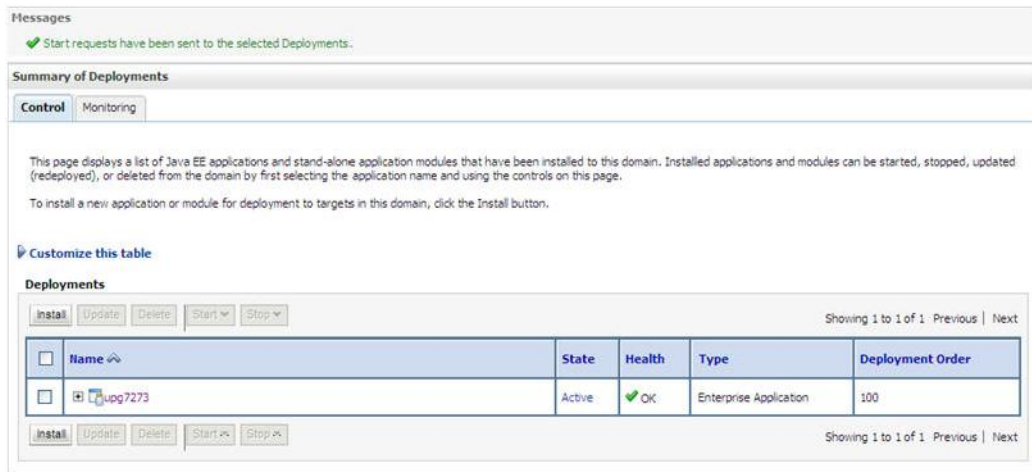 Messages
Start requests have been sent to the selected Deployments.
Summary of Deployments
Control Monitoring
This page displays a list of Java EE applications and stand-alone application modules that have been installed to this domain. Installed applications and modules can be started, stopped, updated
(redeployed), or deleted from the domain by first selecting the application name and using the controls on this page.
To install a new application or module for deployment to targets in this domain, click the Install button.
Customize this table
Deployments
Install Update Delete Start Stop Showing 1 to 1 of 1 Previous | Next
Name State Health Type Deployment Order
upg7273 Active OK Enterprise Application 100
Install Update Delete Start Stop Showing 1 to 1 of 1 Previous | Next